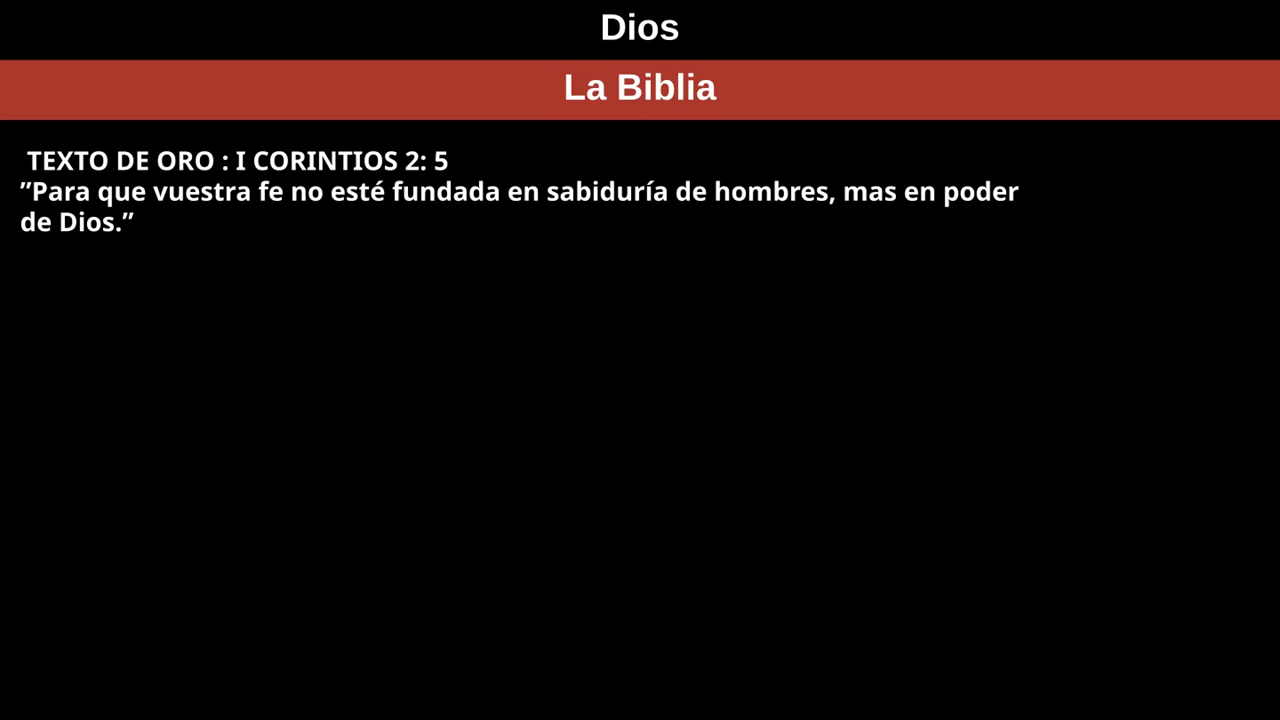 Dios
La Biblia
TEXTO DE ORO : I CORINTIOS 2: 5
”Para que vuestra fe no esté fundada en sabiduría de hombres, mas en poder
de Dios.”